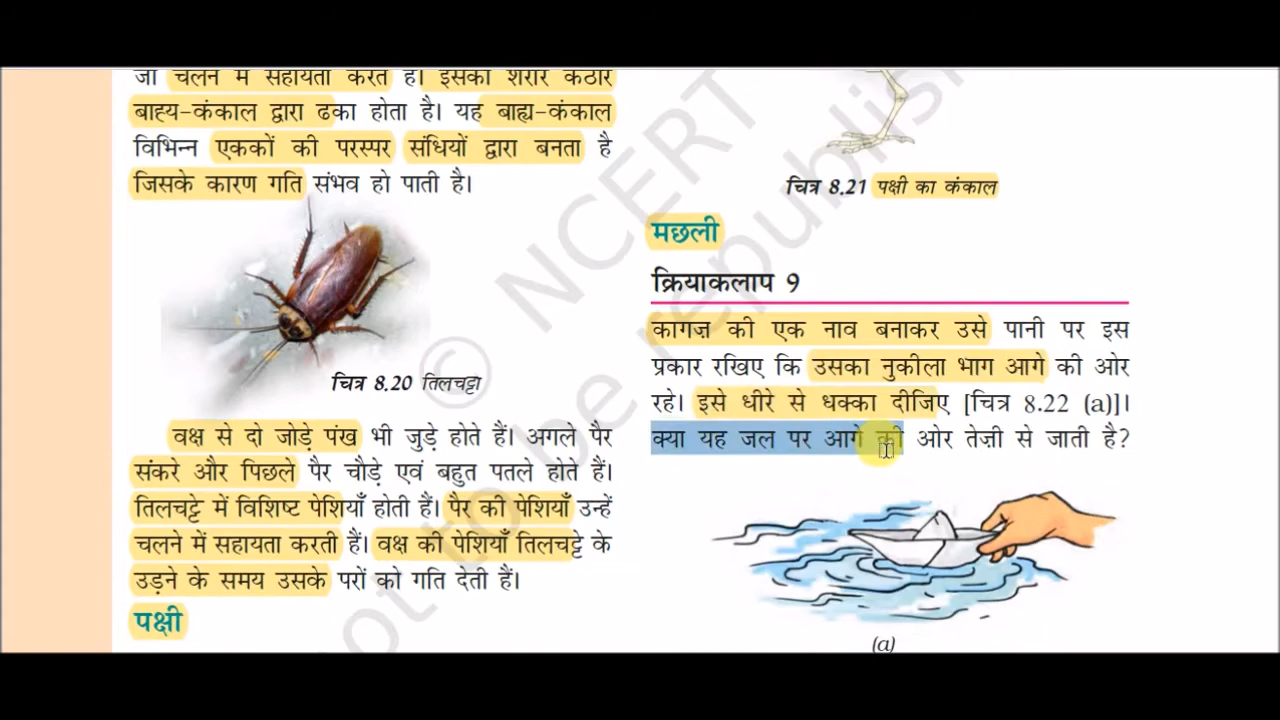 जो चलने में सहायता करते हैं। इसका शरीर कठोर
बाह्य-कंकाल द्वारा ढका होता है। यह बाह्य-कंकाल
विभिन्न एककों की परस्पर संधियों द्वारा बनता है
जिसके कारण गति संभव हो पाती है।
चित्र 8.20 तिलचट्टा
वक्ष से दो जोड़े पंख भी जुड़े होते हैं। अगले पैर
संकरे और पिछले पैर चौड़े एवं बहुत पतले होते हैं।
तिलचट्टे में विशिष्ट पेशियाँ होती हैं। पैर की पेशियाँ उन्हें
चलने में सहायता करती हैं। वक्ष की पेशियाँ तिलचट्टे के
उड़ने के समय उसके परों को गति देती हैं।
पक्षी
चित्र 8.21 पक्षी का कंकाल
मछली
क्रियाकलाप 9
कागज़ की एक नाव बनाकर उसे पानी पर इस
प्रकार रखिए कि उसका नुकीला भाग आगे की ओर
रहे। इसे धीरे से धक्का दीजिए [चित्र 8.22 (a)]।
क्या यह जल पर आगे की ओर तेज़ी से जाती है?
(a)
© NCERT
not to be republish